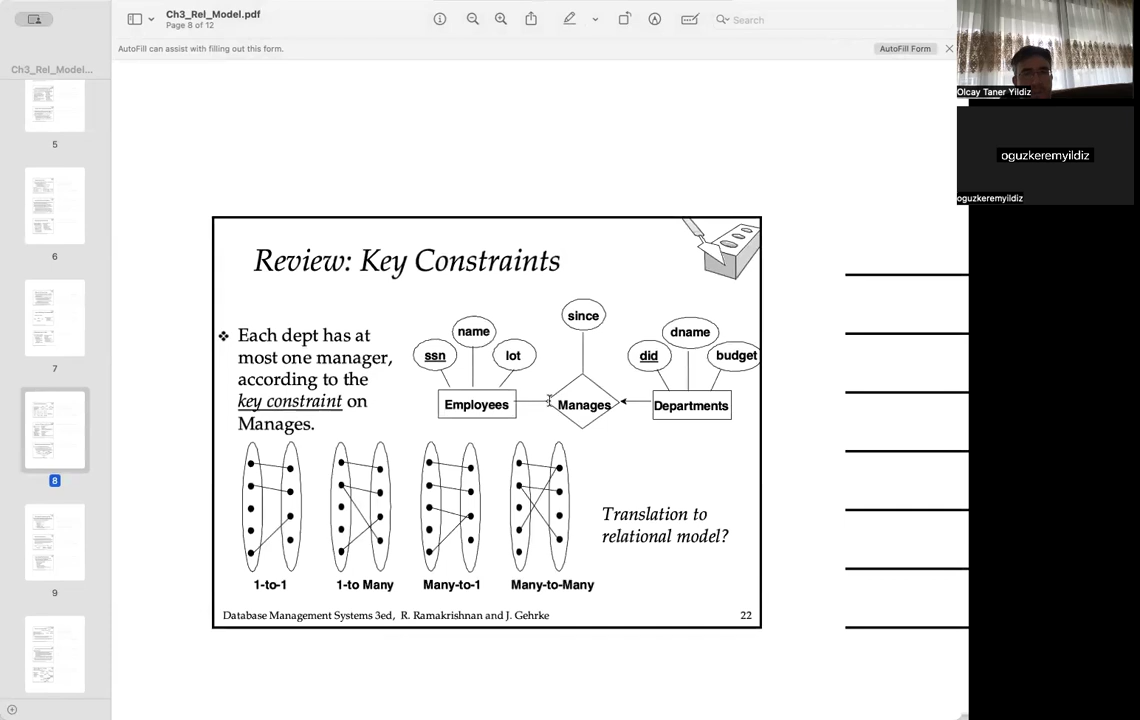 Ch3_Rel_Model.pdf
Page 8 of 12
Search
AutoFill can assist with filling out this form.
AutoFill Form
Ch3_Rel_Model...
5
6
7
8
9
Olcay Taner Yildiz
oguzkeremyildiz
oguzkeremyildiz
Review: Key Constraints
❖ Each dept has at
most one manager,
according to the
key constraint on
Manages.
since
name
dname
ssn
lot
did
budget
Employees
Manages
Departments
Translation to
relational model?
1-to-1
1-to Many
Many-to-1
Many-to-Many
Database Management Systems 3ed, R. Ramakrishnan and J. Gehrke
22